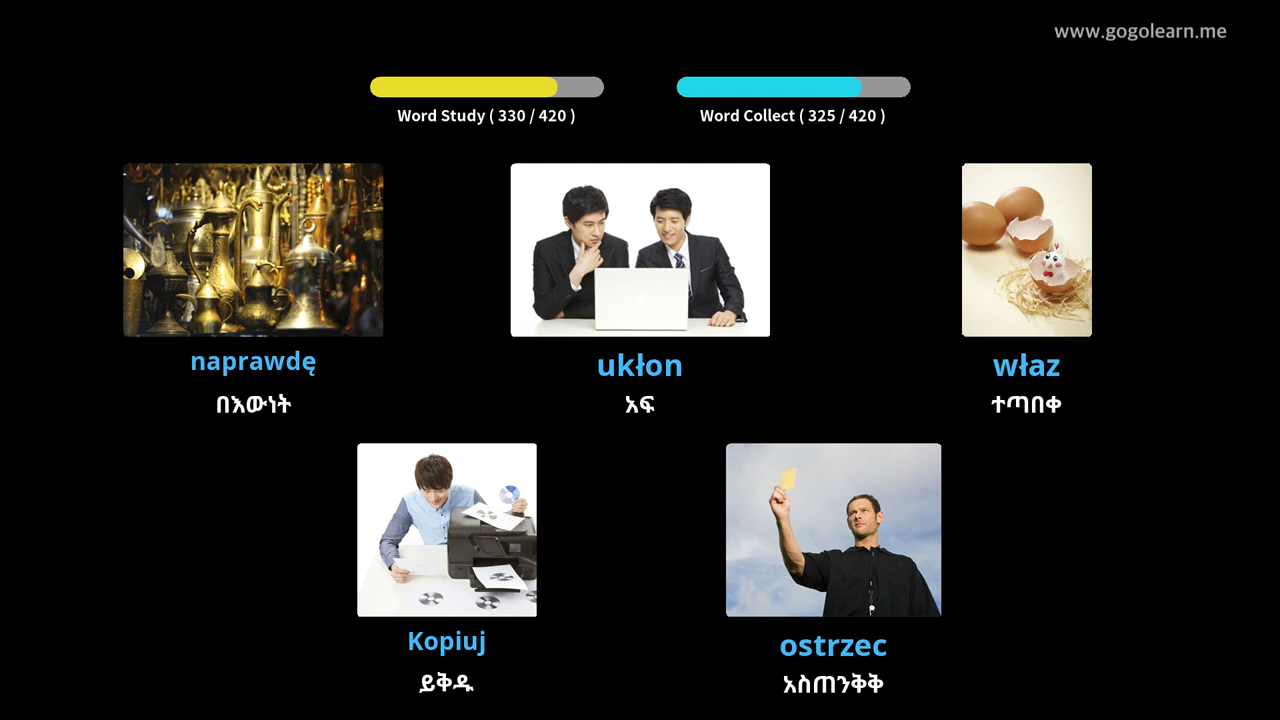 www.gogolearn.me
Word Study ( 330 / 420 )
Word Collect ( 325 / 420 )
naprawdę
በእውነት
ukłon
አፍ
właz
ተጣበቀ
Kopiuj
ይቅዱ
ostrzec
አስጠንቅቅ